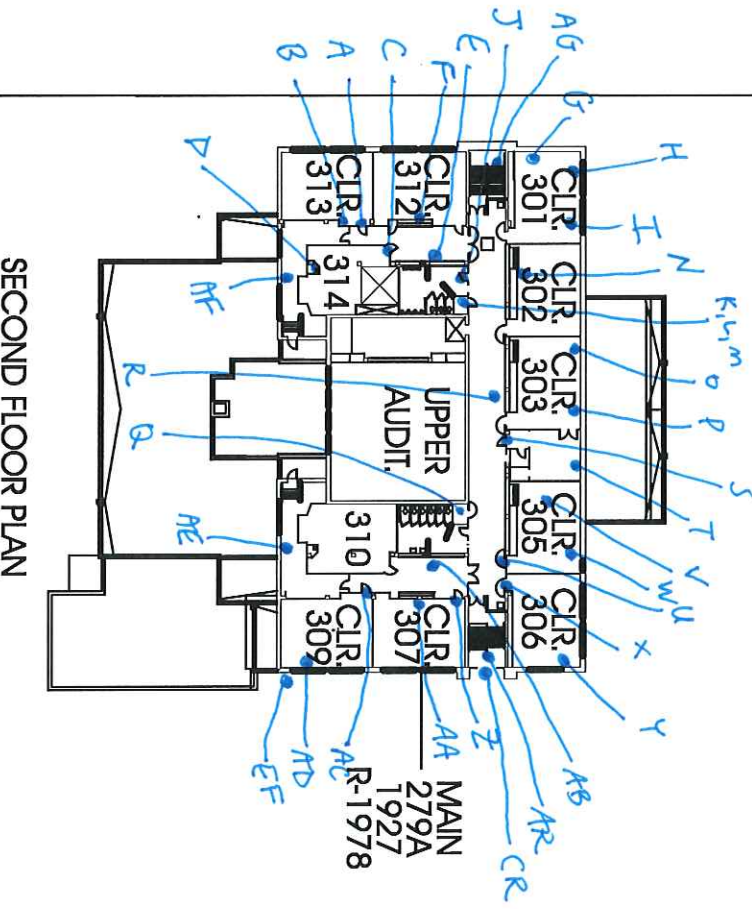 AG
J
E
F
C
A
B
G
H
I
N
K,L,M
O
P
S
T
V
W
U
X
Y
D
AF
R
Q
AE
EF
AD
AC
AA
Z
AB
AR
CR
CLR.
301
CLR.
302
CLR.
303
CLR.
305
CLR.
306
CLR.
312
CLR.
313
314
UPPER
AUDIT.
310
CLR.
307
CLR.
309
MAIN
279A
1927
R-1978
SECOND FLOOR PLAN